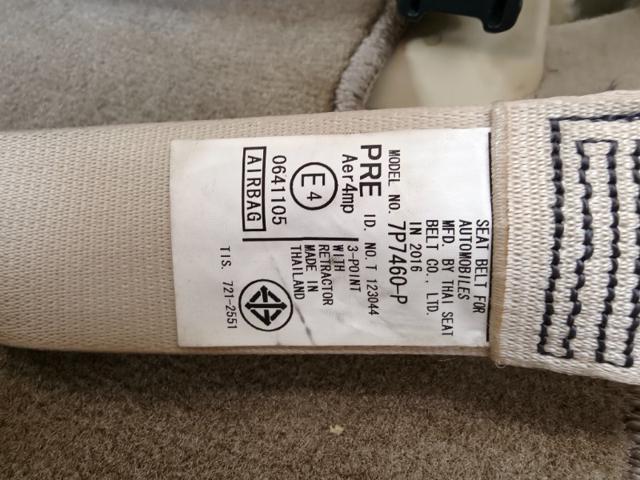 SEAT BELT FOR
AUTOMOBILES
MFD. BY THAI SEAT
BELT CO., LTD.
IN 2016
MODEL NO. 7P7460-P
PRE ID. NO. T 123044
Aer4mp
3-POINT
WITH
RETRACTOR
MADE IN
THAILAND
E4
0641105
AIRBAG
TIS. 721-2551